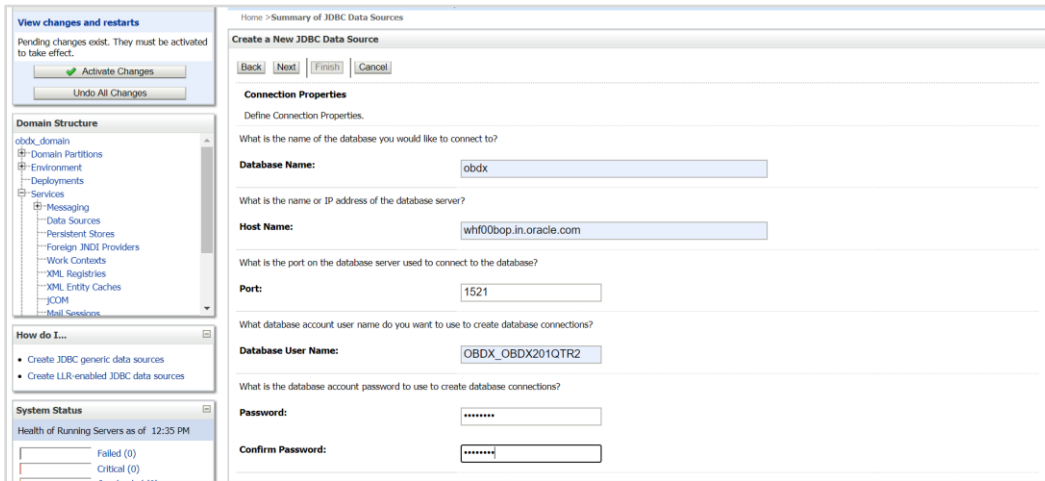 View changes and restarts
Pending changes exist. They must be activated
to take effect.
Activate Changes
Undo All Changes
Domain Structure
obdx_domain
Domain Partitions
Environment
Deployments
Services
Messaging
Data Sources
Persistent Stores
Foreign JNDI Providers
Work Contexts
XML Registries
XML Entity Caches
jCOM
Mail Sessions
How do I...
Create JDBC generic data sources
Create LLR-enabled JDBC data sources
System Status
Health of Running Servers as of 12:35 PM
Failed (0)
Critical (0)
Home >Summary of JDBC Data Sources
Create a New JDBC Data Source
Back Next Finish Cancel
Connection Properties
Define Connection Properties.
What is the name of the database you would like to connect to?
Database Name: obdx
What is the name or IP address of the database server?
Host Name: whf00bop.in.oracle.com
What is the port on the database server used to connect to the database?
Port: 1521
What database account user name do you want to use to create database connections?
Database User Name: OBDX_OBDX201QTR2
What is the database account password to use to create database connections?
Password: ••••••••
Confirm Password: ••••••••